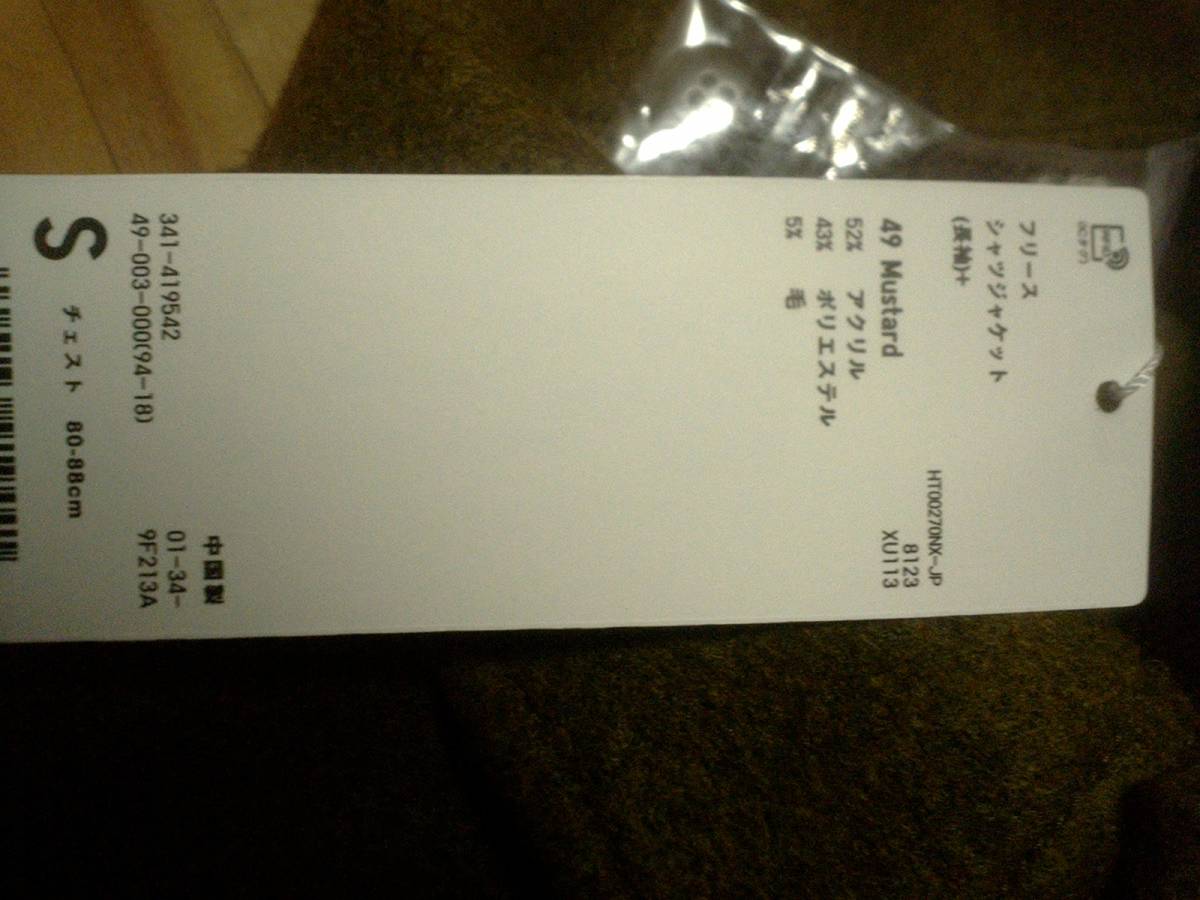 フリース
シャツジャケット
(長袖)+
HT00270NX-JP
8123
49 Mustard XU113
52% アクリル
43% ポリエステル
5% 毛
中国製
341-419542 01-34-
49-003-000(94-18) 9F213A
S チェスト 80-88cm